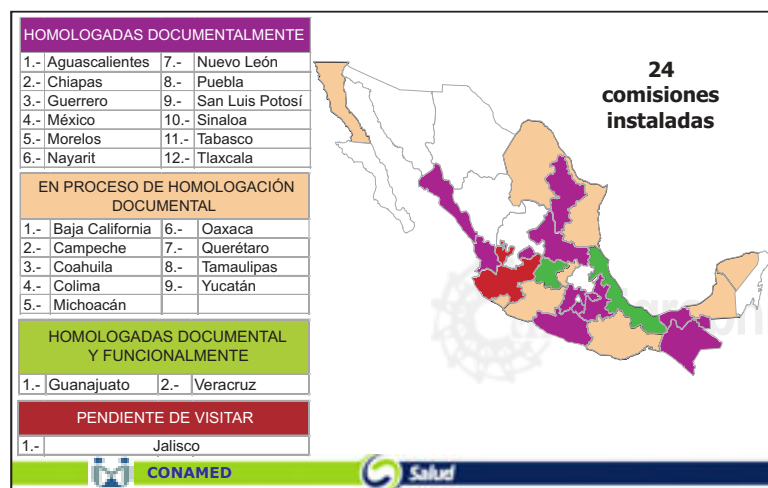 HOMOLOGADAS DOCUMENTALMENTE
1.- Aguascalientes 7.- Nuevo León
2.- Chiapas 8.- Puebla
3.- Guerrero 9.- San Luis Potosí
4.- México 10.- Sinaloa
5.- Morelos 11.- Tabasco
6.- Nayarit 12.- Tlaxcala
EN PROCESO DE HOMOLOGACIÓN
DOCUMENTAL
1.- Baja California 6.- Oaxaca
2.- Campeche 7.- Querétaro
3.- Coahuila 8.- Tamaulipas
4.- Colima 9.- Yucatán
5.- Michoacán
HOMOLOGADAS DOCUMENTAL
Y FUNCIONALMENTE
1.- Guanajuato 2.- Veracruz
PENDIENTE DE VISITAR
1.- Jalisco
24
comisiones
instaladas
CONAMED
Salud